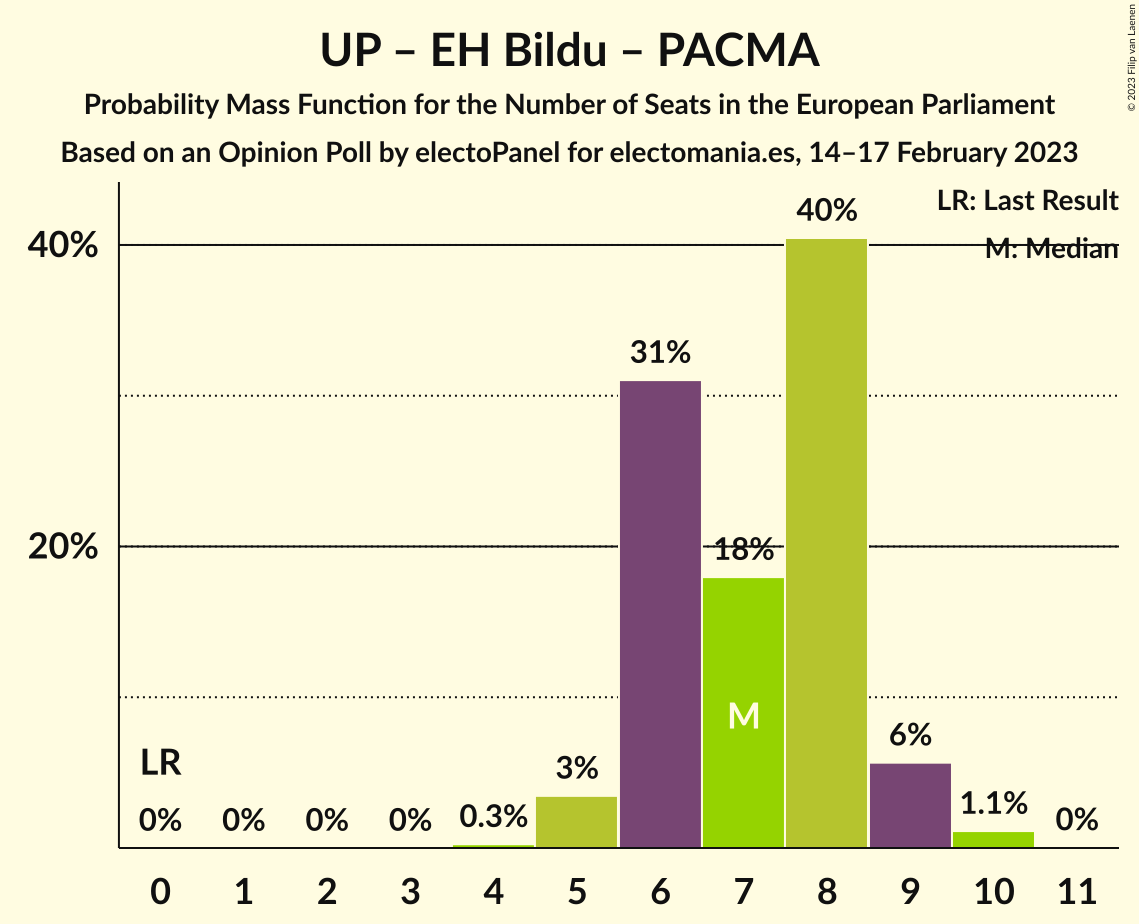 UP – EH Bildu – PACMA
Probability Mass Function for the Number of Seats in the European Parliament
Based on an Opinion Poll by electoPanel for electomania.es, 14–17 February 2023
© 2023 Filip van Laenen
LR: Last Result
M: Median
40%
20%
40%
31%
18%
M
6%
3%
1.1%
0.3%
LR
0%
0%
0%
0%
0%
0 1 2 3 4 5 6 7 8 9 10 11